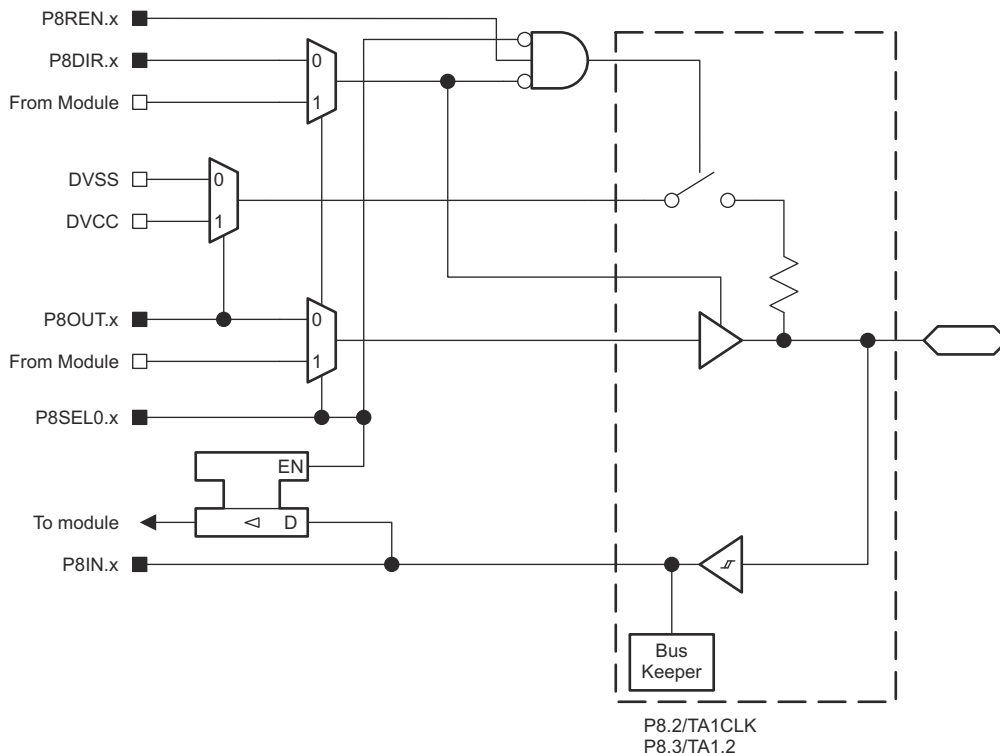 P8REN.x
P8DIR.x
0
From Module
1
DVSS
0
DVCC
1
P8OUT.x
0
From Module
1
P8SEL0.x
EN
To module
D
P8IN.x
Bus
Keeper
P8.2/TA1CLK
P8.3/TA1.2